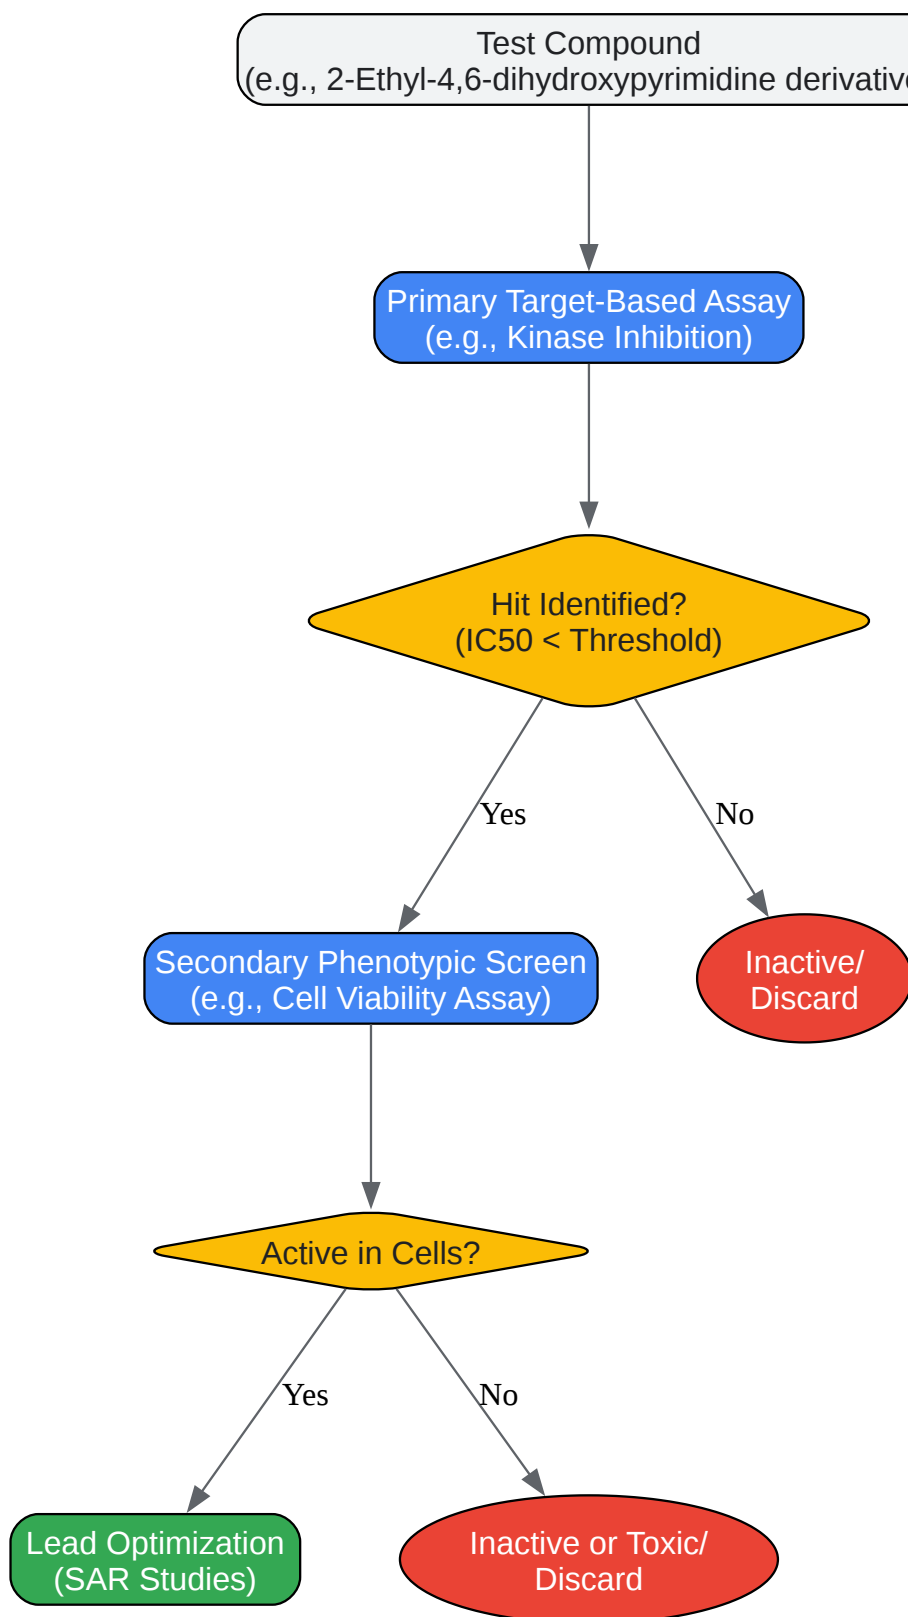 Test Compound
(e.g., 2-Ethyl-4,6-dihydroxypyrimidine derivative
Primary Target-Based Assay
(e.g., Kinase Inhibition)
Hit Identified?
(IC50 < Threshold)
Yes
No
Secondary Phenotypic Screen
(e.g., Cell Viability Assay)
Inactive/
Discard
Active in Cells?
Yes
No
Lead Optimization
(SAR Studies)
Inactive or Toxic/
Discard